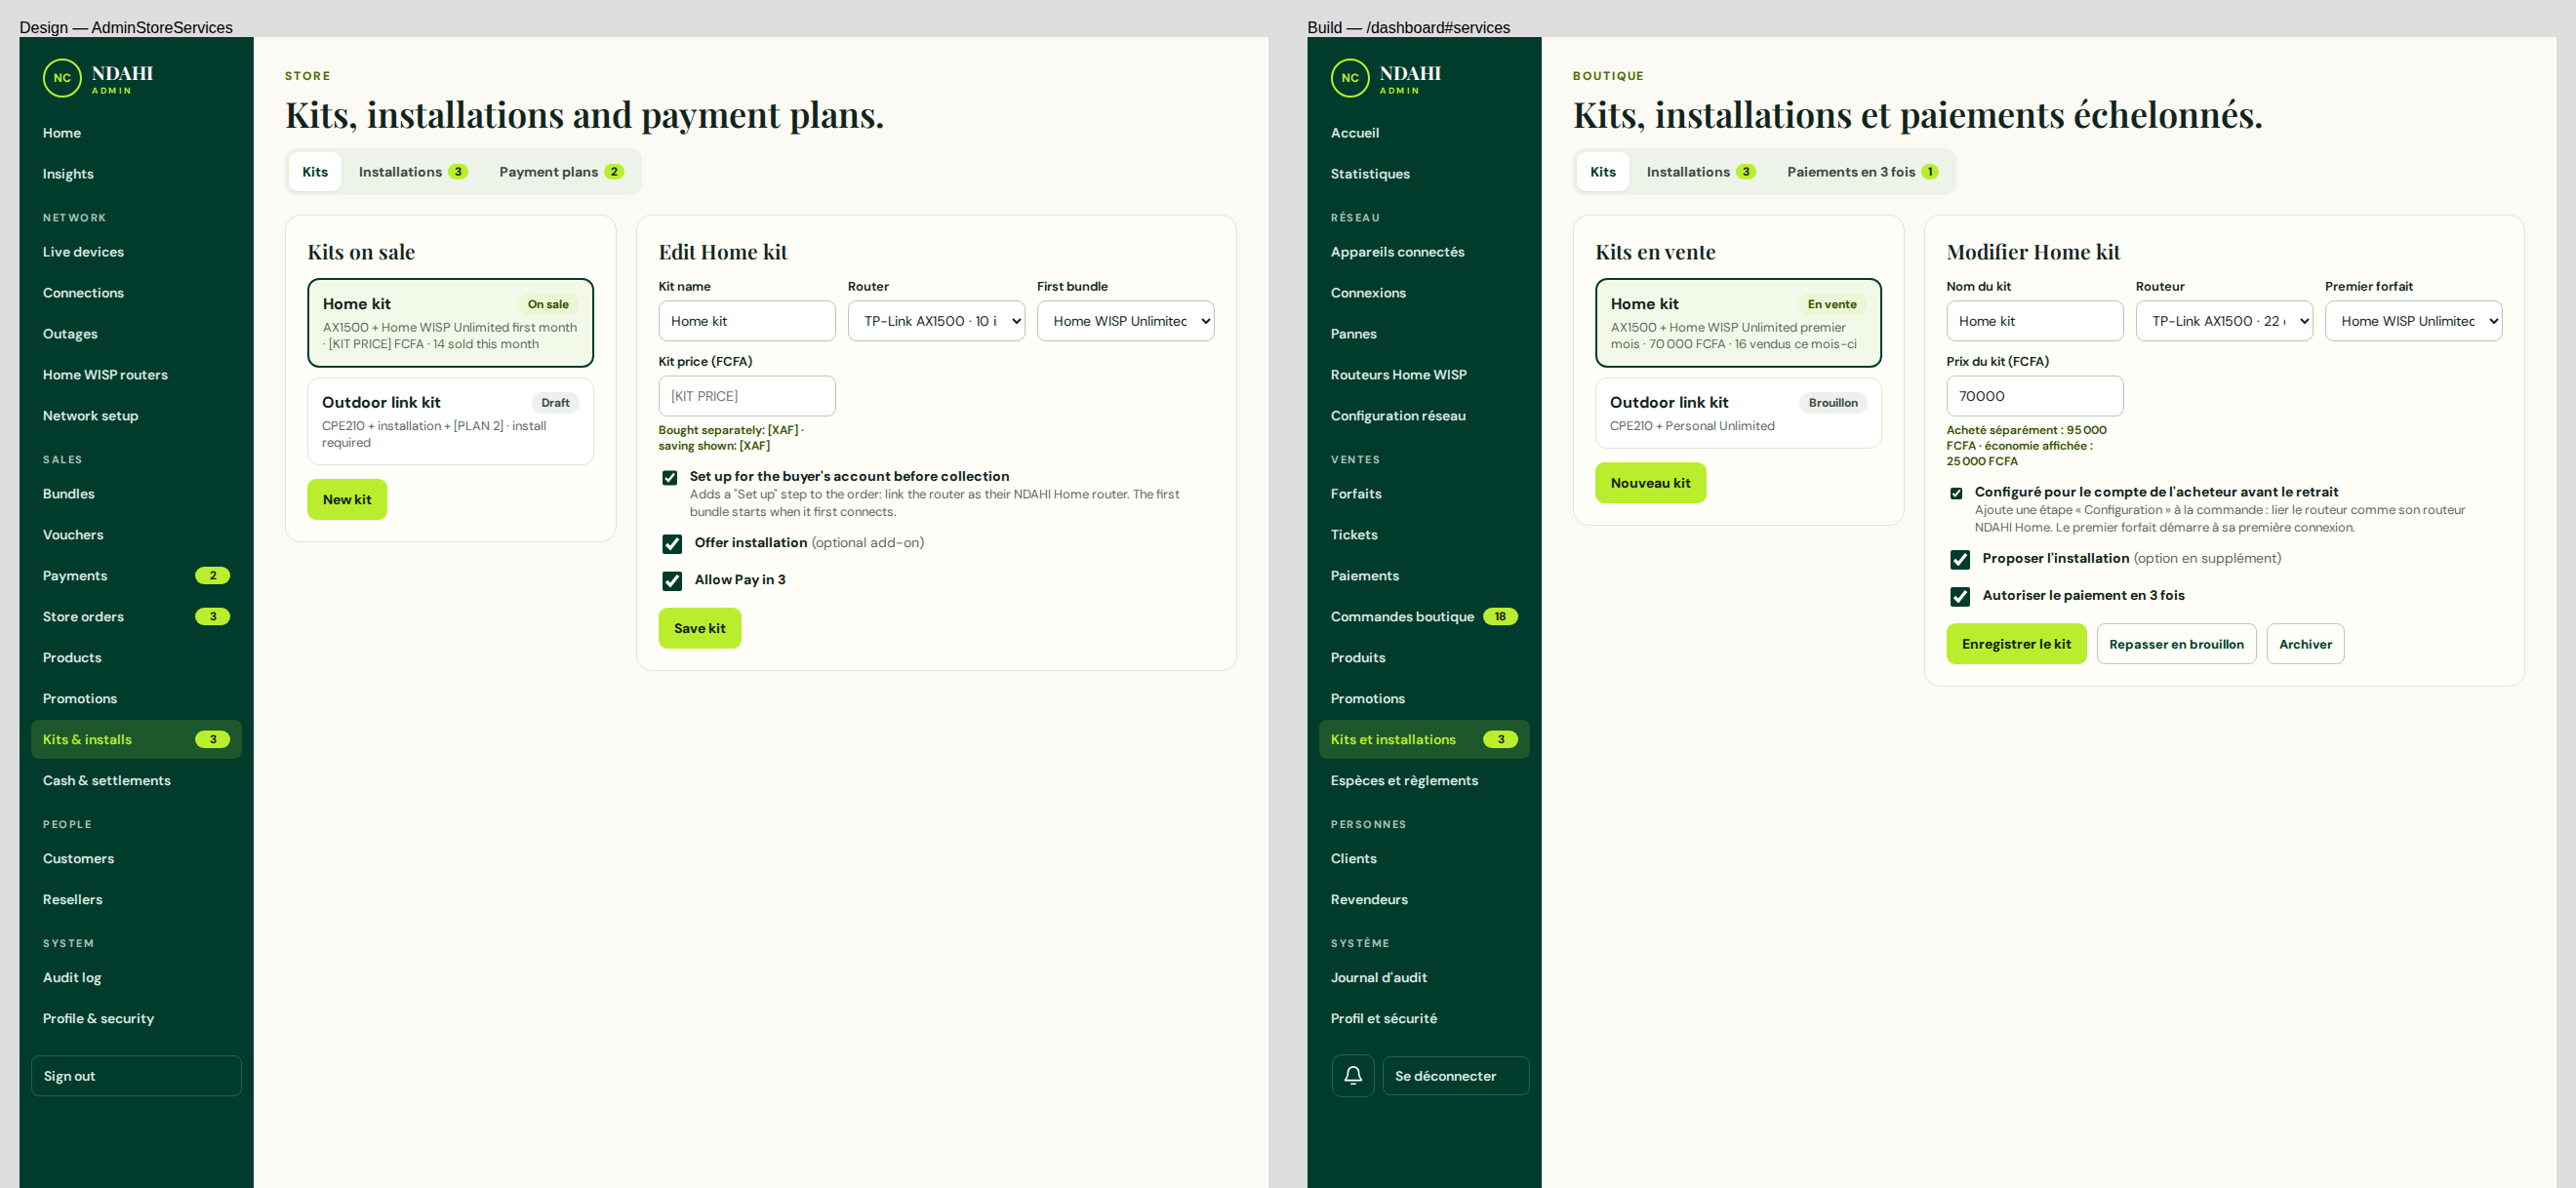 Design — AdminStoreServices
NC
NDAHI
ADMIN
Home
Insights
NETWORK
Live devices
Connections
Outages
Home WISP routers
Network setup
SALES
Bundles
Vouchers
Payments 2
Store orders 3
Products
Promotions
Kits & installs 3
Cash & settlements
PEOPLE
Customers
Resellers
SYSTEM
Audit log
Profile & security
Sign out
STORE
Kits, installations and payment plans.
Kits Installations 3 Payment plans 2
Kits on sale
Home kit On sale
AX1500 + Home WISP Unlimited first month
· [KIT PRICE] FCFA · 14 sold this month
Outdoor link kit Draft
CPE210 + installation + [PLAN 2] · install
required
New kit
Edit Home kit
Kit name Router First bundle
Home kit TP-Link AX1500 · 10 Home WISP
Kit price (FCFA)
[KIT PRICE]
Bought separately: [XAF] ·
saving shown: [XAF]
Set up for the buyer's account before collection
Adds a "Set up" step to the order: link the router as their NDAHI Home router. The first
bundle starts when it first connects.
Offer installation (optional add-on)
Allow Pay in 3
Save kit
Build — /dashboard#services
NC
NDAHI
ADMIN
Accueil
Statistiques
RÉSEAU
Appareils connectés
Connexions
Pannes
Routeurs Home WISP
Configuration réseau
VENTES
Forfaits
Tickets
Paiements
Commandes boutique 18
Produits
Promotions
Kits et installations 3
Espèces et règlements
PERSONNES
Clients
Revendeurs
SYSTÈME
Journal d'audit
Profil et sécurité
Se déconnecter
BOUTIQUE
Kits, installations et paiements échelonnés.
Kits Installations 3 Paiements en 3 fois 1
Kits en vente
Home kit En vente
AX1500 + Home WISP Unlimited premier
mois · 70 000 FCFA · 16 vendus ce mois-ci
Outdoor link kit Brouillon
CPE210 + Personal Unlimited
Nouveau kit
Modifier Home kit
Nom du kit Routeur Premier forfait
Home kit TP-Link AX1500 · 22 Home WISP
Prix du kit (FCFA)
70000
Acheté séparément : 95 000
FCFA · économie affichée :
25 000 FCFA
Configuré pour le compte de l'acheteur avant le retrait
Ajoute une étape « Configuration » à la commande : lier le routeur comme son routeur
NDAHI Home. Le premier forfait démarre à sa première connexion.
Proposer l'installation (option en supplément)
Autoriser le paiement en 3 fois
Enregistrer le kit Repasser en brouillon Archiver